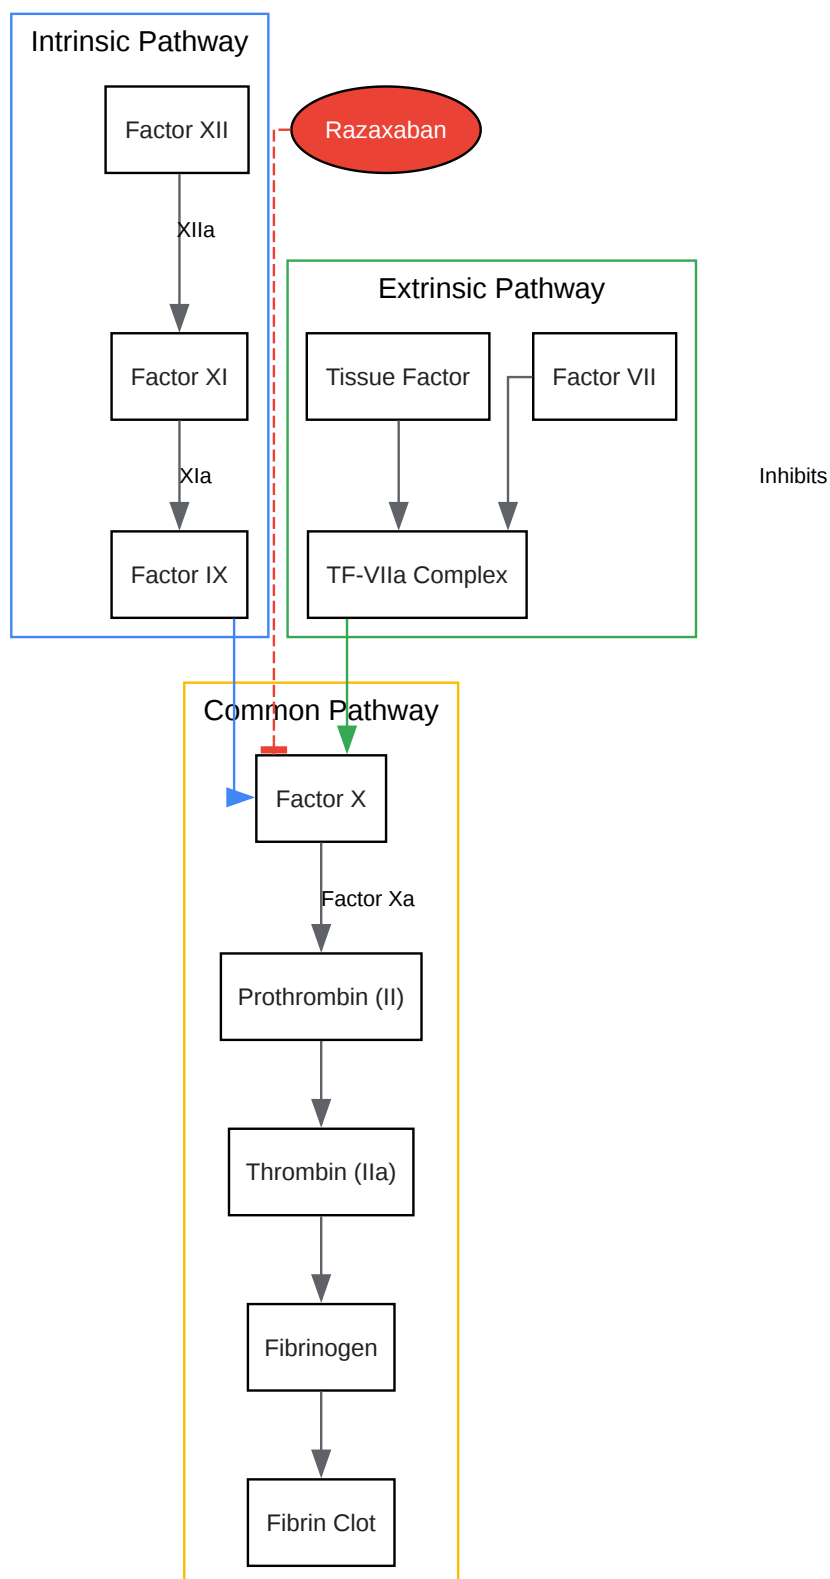 Intrinsic Pathway
Factor XII
Razaxaban
XIIa
Extrinsic Pathway
Factor XI
Tissue Factor
Factor VII
XIa
Inhibits
Factor IX
TF-VIIa Complex
Common Pathway
Factor X
Factor Xa
Prothrombin (II)
Thrombin (IIa)
Fibrinogen
Fibrin Clot